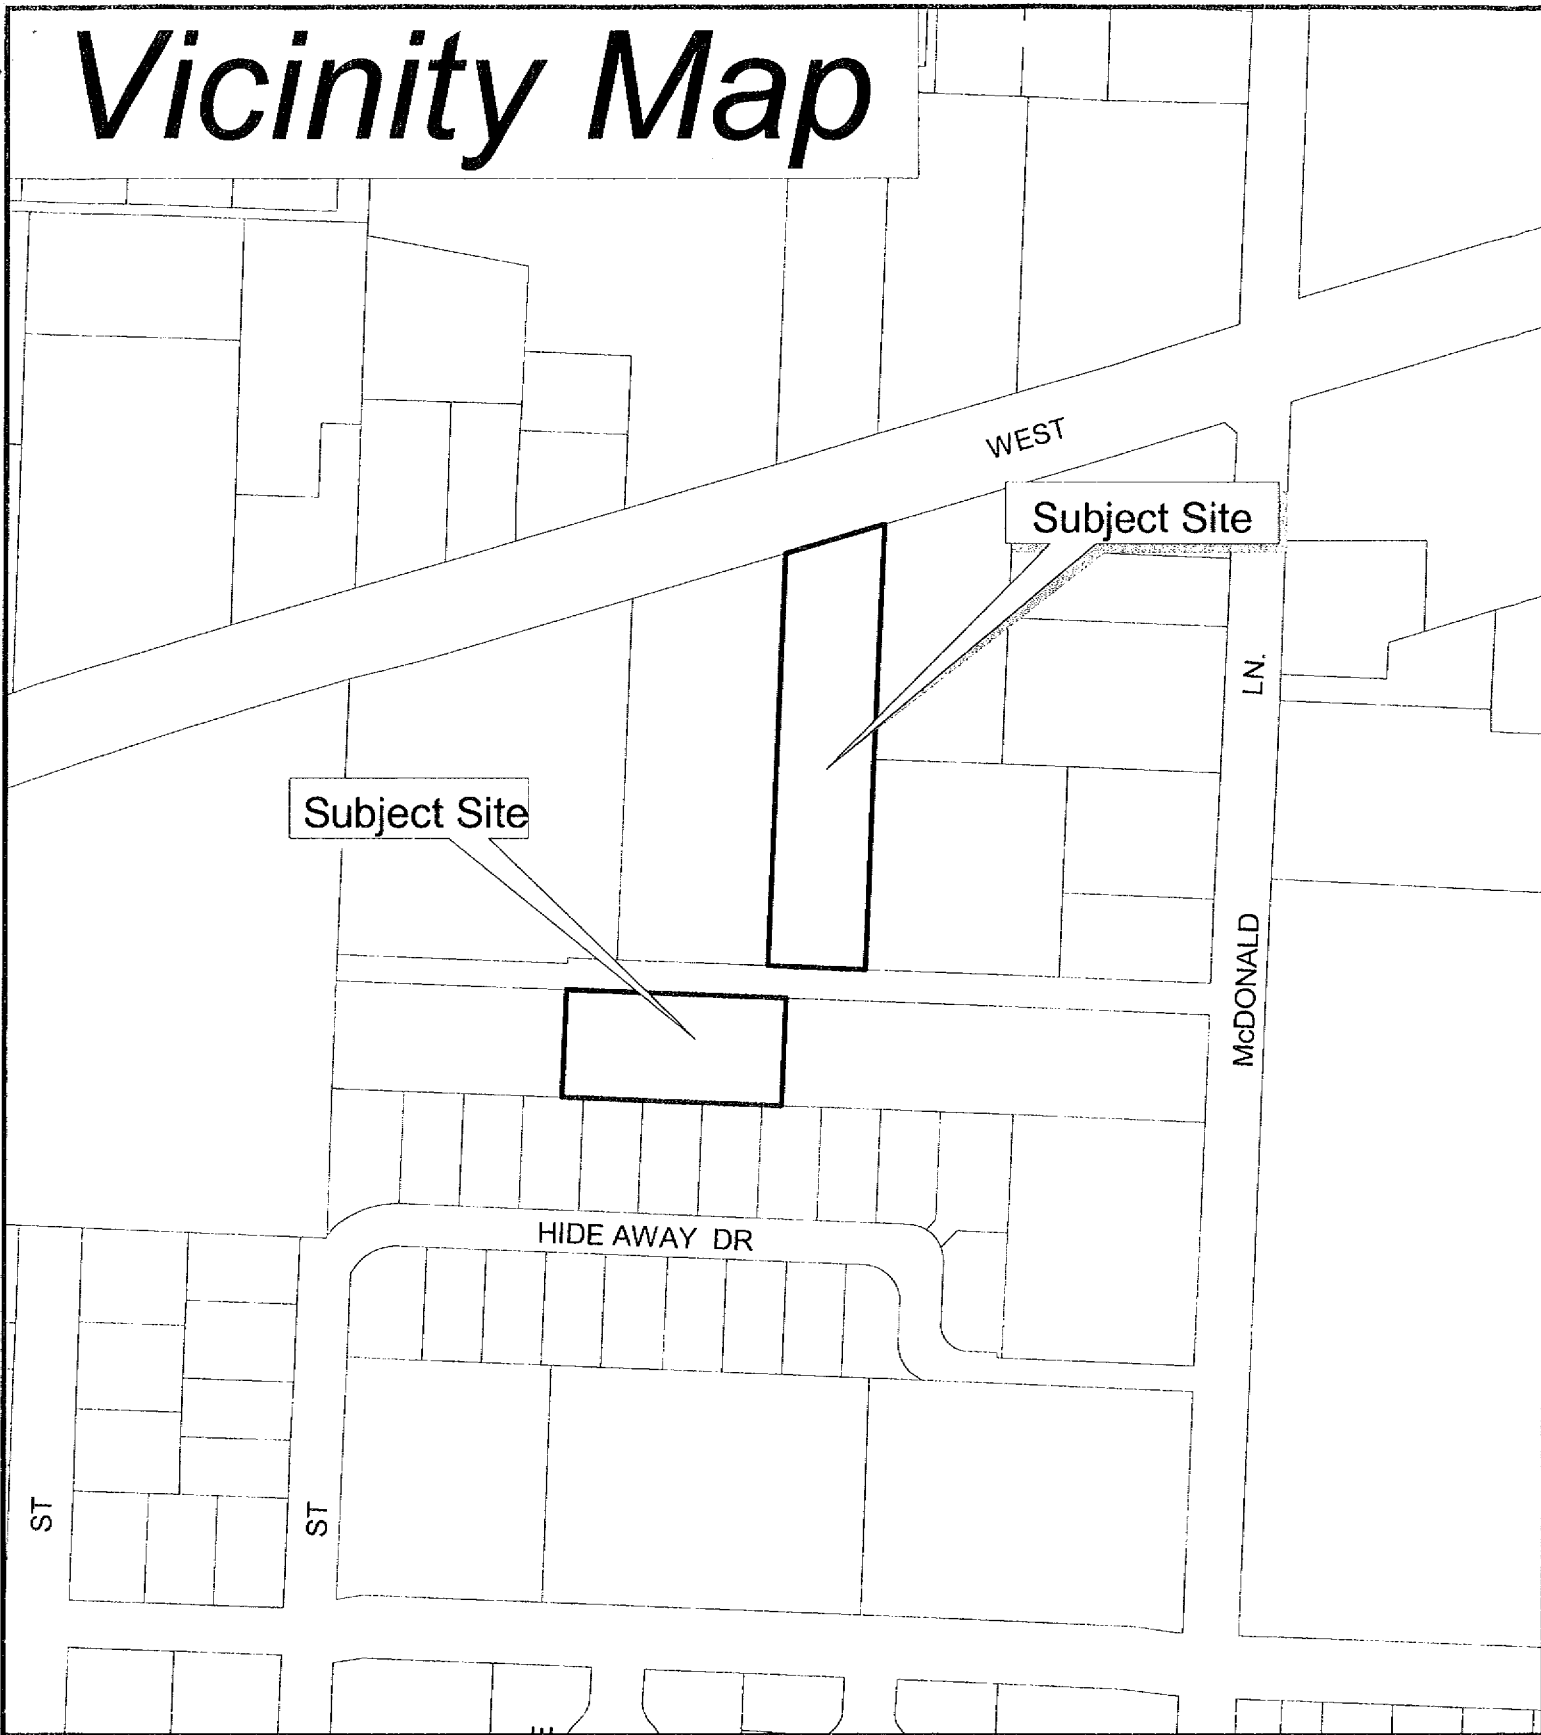 Vicinity Map
WEST
Subject Site
LN.
Subject Site
McDONALD
HIDE AWAY DR
ST
ST